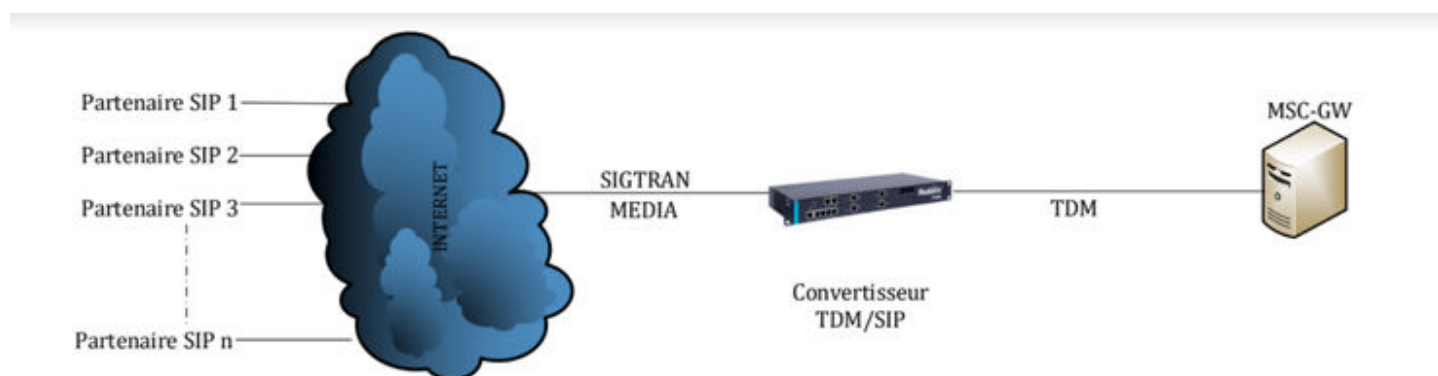 Partenaire SIP 1
Partenaire SIP 2
Partenaire SIP 3
Partenaire SIP n
INTERNET
SIGTRAN
MEDIA
Convertisseur
TDM/SIP
TDM
MSC-GW